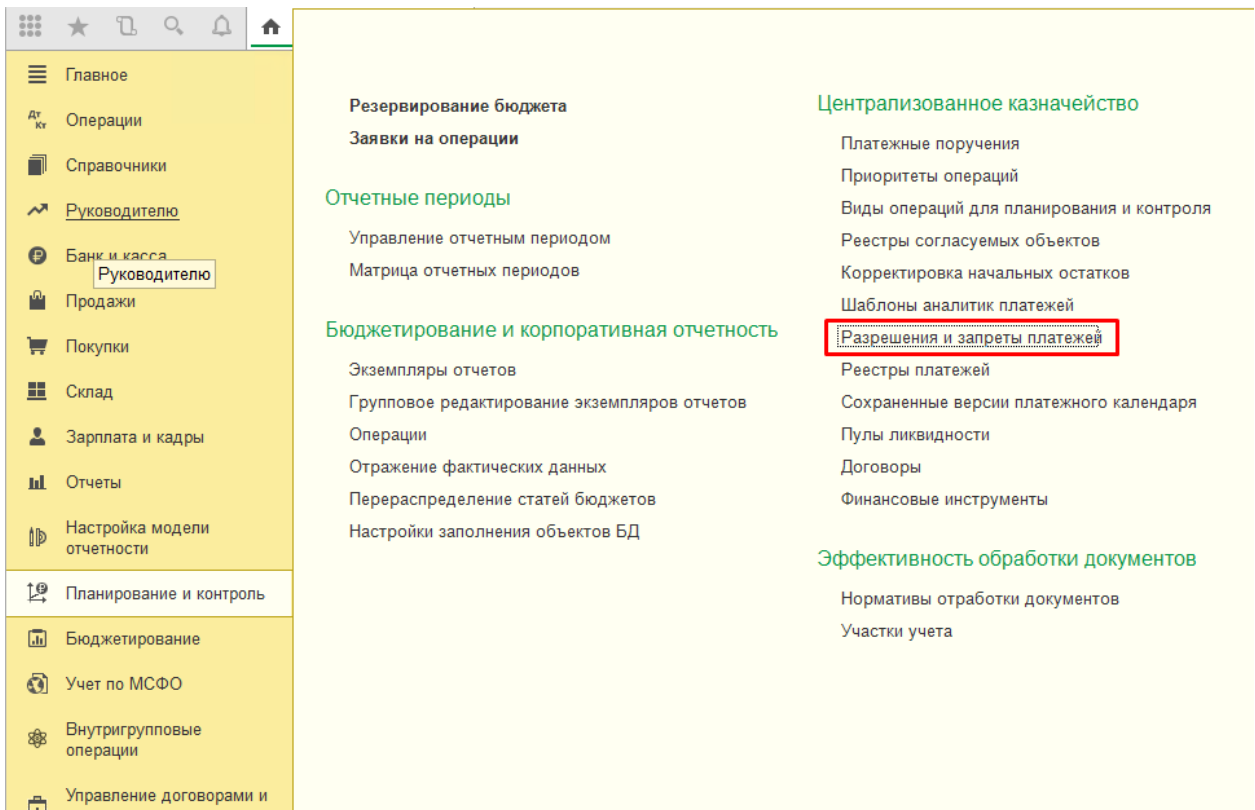 Главное
Дт
Кт
Операции
Справочники
Руководителю
Банк и касса
Руководителю
Продажи
Покупки
Склад
Зарплата и кадры
Отчеты
Настройка модели
отчетности
Планирование и контроль
Бюджетирование
Учет по МСФО
Внутригрупповые
операции
Управление договорами и
Резервирование бюджета
Заявки на операции
Отчетные периоды
Управление отчетным периодом
Матрица отчетных периодов
Бюджетирование и корпоративная отчетность
Экземпляры отчетов
Групповое редактирование экземпляров отчетов
Операции
Отражение фактических данных
Перераспределение статей бюджетов
Настройки заполнения объектов БД
Централизованное казначейство
Платежные поручения
Приоритеты операций
Виды операций для планирования и контроля
Реестры согласуемых объектов
Корректировка начальных остатков
Шаблоны аналитик платежей
Разрешения и запреты платежей
Реестры платежей
Сохраненные версии платежного календаря
Пулы ликвидности
Договоры
Финансовые инструменты
Эффективность обработки документов
Нормативы отработки документов
Участки учета